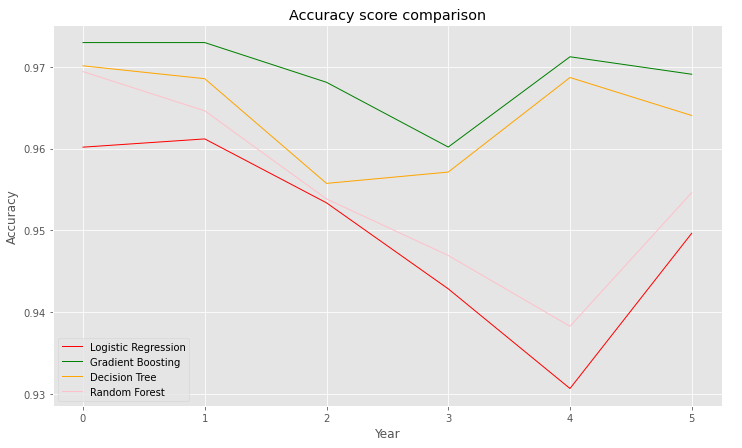 Accuracy score comparison
0.97
0.96
0.95
0.94
0.93
Accuracy
Logistic Regression
Gradient Boosting
Decision Tree
Random Forest
0 1 2 3 4 5
Year